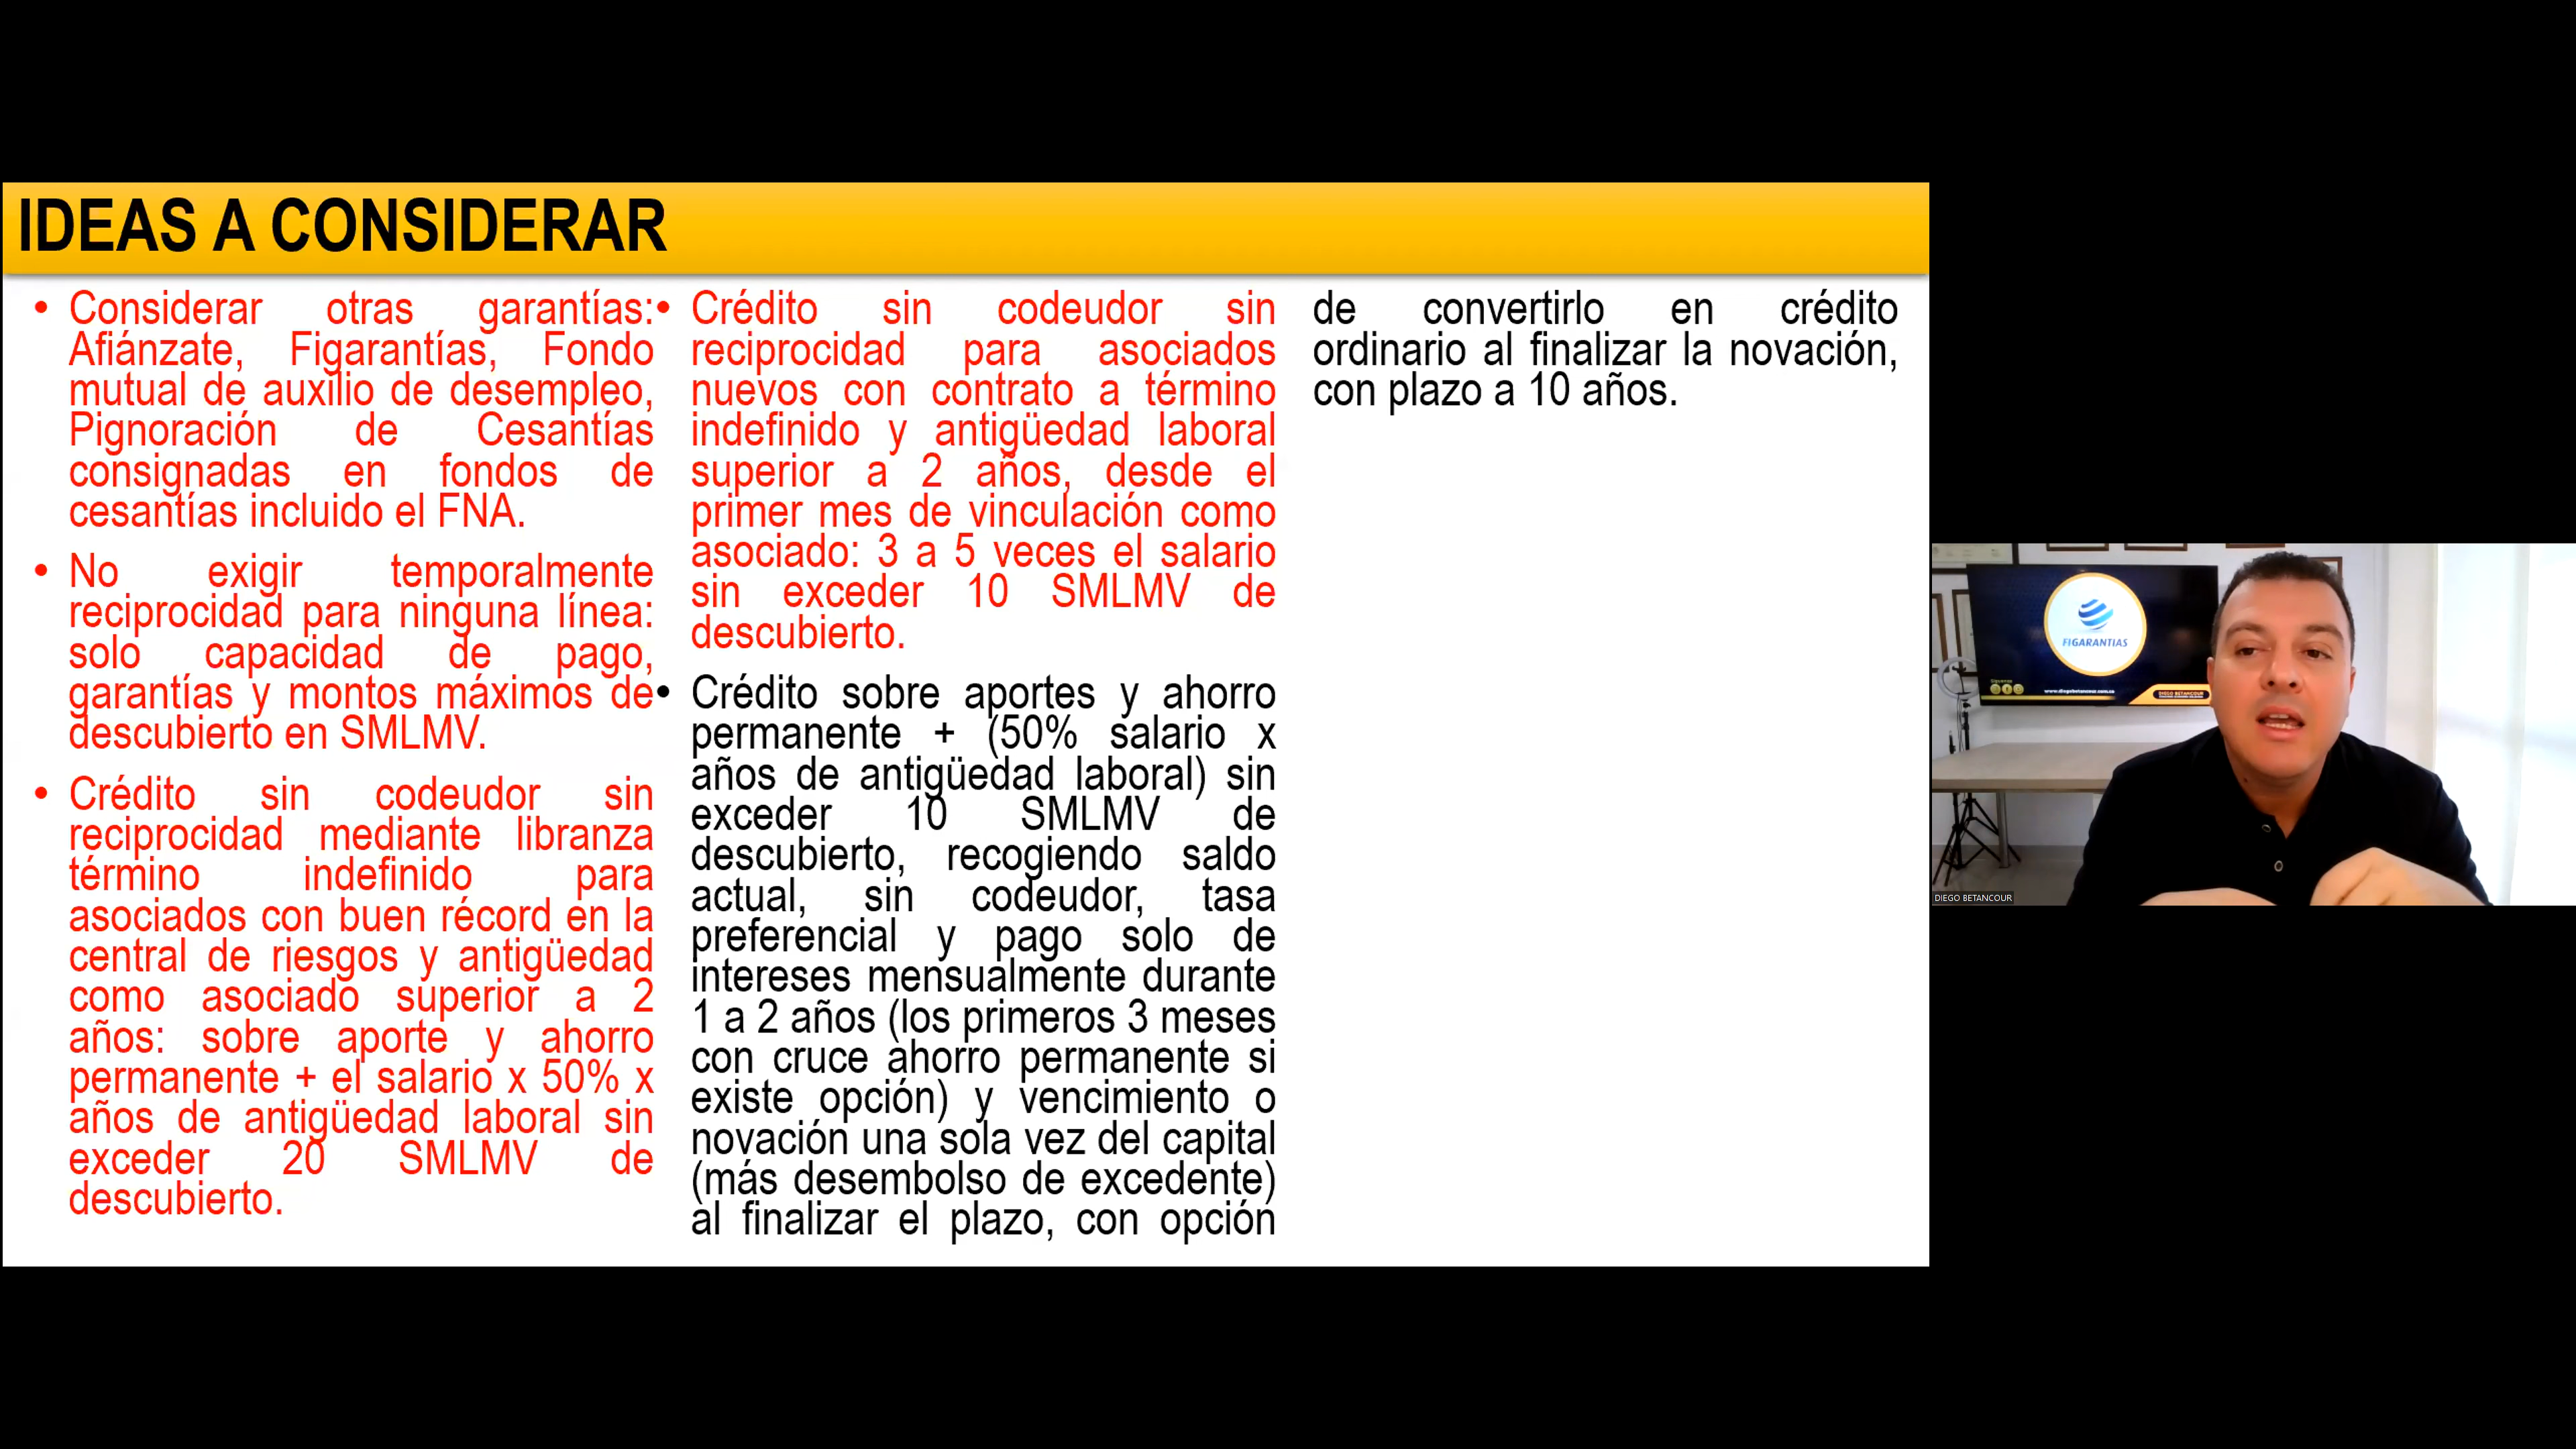 IDEAS A CONSIDERAR
• Considerar otras garantías:
Afiánzate, Figarantías, Fondo
mutual de auxilio de desempleo,
Pignoración de Cesantías
consignadas en fondos de
cesantías incluido el FNA.
• No exigir temporalmente
reciprocidad para ninguna línea:
solo capacidad de pago,
garantías y montos máximos de
descubierto en SMLMV.
• Crédito sin codeudor sin
reciprocidad mediante libranza
término indefinido para
asociados con buen récord en la
central de riesgos y antigüedad
como asociado superior a 2
años: sobre aporte y ahorro
permanente + el salario x 50% x
años de antigüedad laboral sin
exceder 20 SMLMV de
descubierto.
• Crédito sin codeudor sin
reciprocidad para asociados
nuevos con contrato a término
indefinido y antigüedad laboral
superior a 2 años, desde el
primer mes de vinculación como
asociado: 3 a 5 veces el salario
sin exceder 10 SMLMV de
descubierto.
• Crédito sobre aportes y ahorro
permanente + (50% salario x
años de antigüedad laboral) sin
exceder 10 SMLMV de
descubierto, recogiendo saldo
actual, sin codeudor, tasa
preferencial y pago solo de
intereses mensualmente durante
1 a 2 años (los primeros 3 meses
con cruce ahorro permanente si
existe opción) y vencimiento o
novación una sola vez del capital
(más desembolso de excedente)
al finalizar el plazo, con opción
de convertirlo en crédito
ordinario al finalizar la novación,
con plazo a 10 años.
FIGARANTIAS
www.diegobetancour.com.co
DIEGO BETANCOUR
DIEGO BETANCOUR